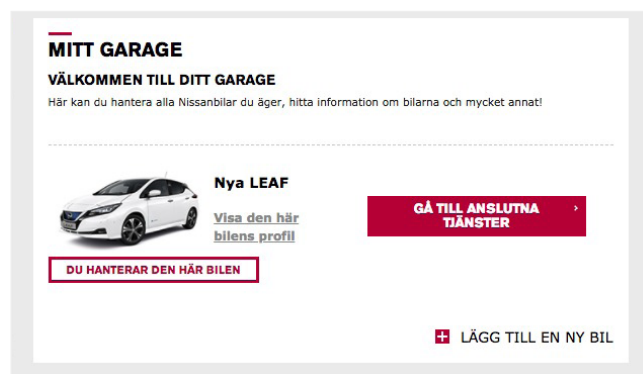 MITT GARAGE
VÄLKOMMEN TILL DITT GARAGE
Här kan du hantera alla Nissanbilar du äger, hitta information om bilarna och mycket annat!
Nya LEAF
Visa den här
bilens profil
GÅ TILL ANSLUTNA
TJÄNSTER
DU HANTERAR DEN HÄR BILEN
LÄGG TILL EN NY BIL